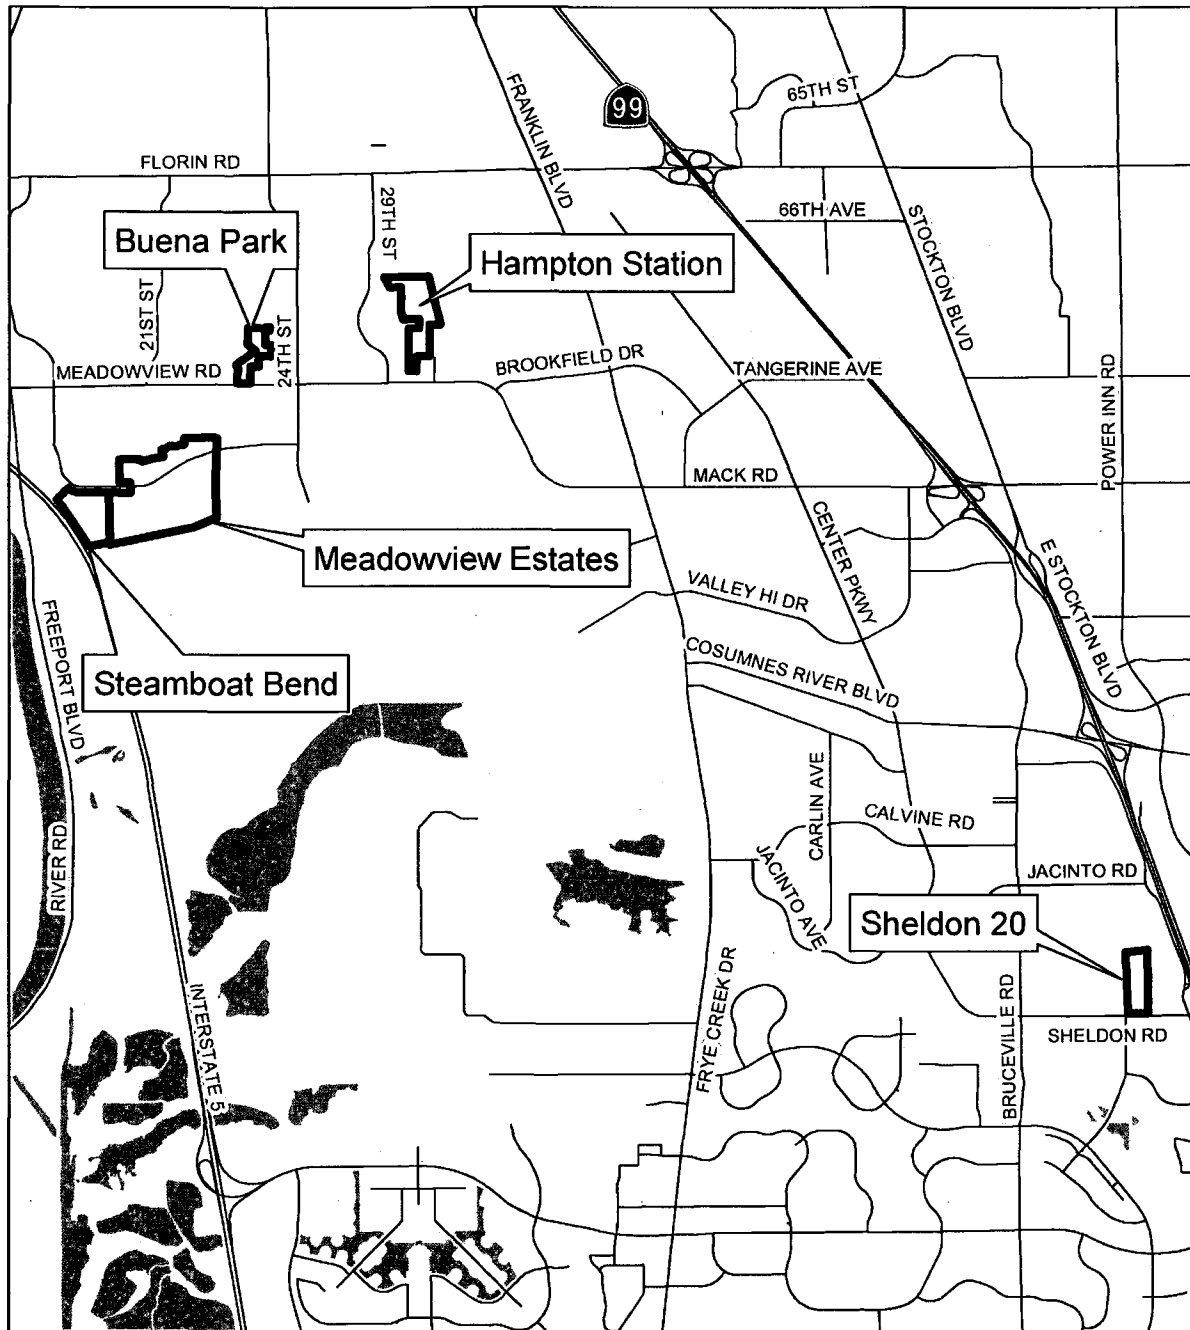 FRANKLIN BLVD
99
65TH ST
FLORIN RD
29TH ST
66TH AVE
STOCKTON BLVD
Buena Park
Hampton Station
21ST ST
24TH ST
MEADOWVIEW RD
BROOKFIELD DR
TANGERINE AVE
POWER INN RD
MACK RD
CENTER PKWY
Meadowview Estates
E STOCKTON BLVD
VALLEY HI DR
FREEPORT BLVD
COSUMNES RIVER BLVD
Steamboat Bend
CARLIN AVE
CALVINE RD
RIVER RD
JACINTO AVE
JACINTO RD
Sheldon 20
INTERSTATE 5
FRYE CREEK DR
BRUCEVILLE RD
SHELDON RD